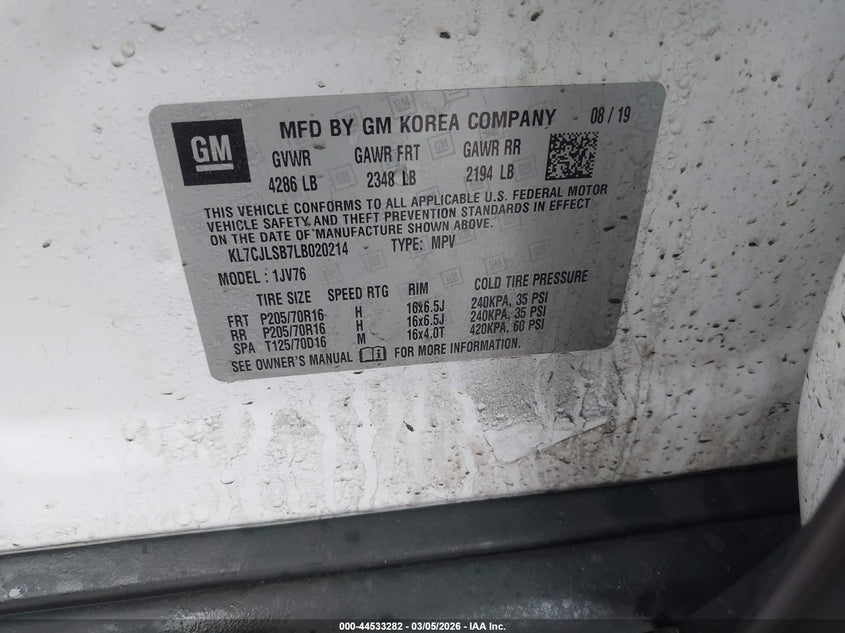 GM
MFD BY GM KOREA COMPANY 08/19
GVWR GAWR FRT GAWR RR
4286 LB 2348 LB 2194 LB
THIS VEHICLE CONFORMS TO ALL APPLICABLE U.S. FEDERAL MOTOR
VEHICLE SAFETY, AND THEFT PREVENTION STANDARDS IN EFFECT
ON THE DATE OF MANUFACTURE SHOWN ABOVE.
KL7CJLSB7LB020214 TYPE: MPV
MODEL : 1JV76
TIRE SIZE SPEED RTG RIM COLD TIRE PRESSURE
FRT P205/70R16 H 16x6.5J 240KPA, 35 PSI
RR P205/70R16 H 16x6.5J 240KPA, 35 PSI
SPA T125/70D16 M 16x4.0T 420KPA, 60 PSI
SEE OWNER'S MANUAL FOR MORE INFORMATION.
000-44533282 — 03/05/2026 - IAA Inc.